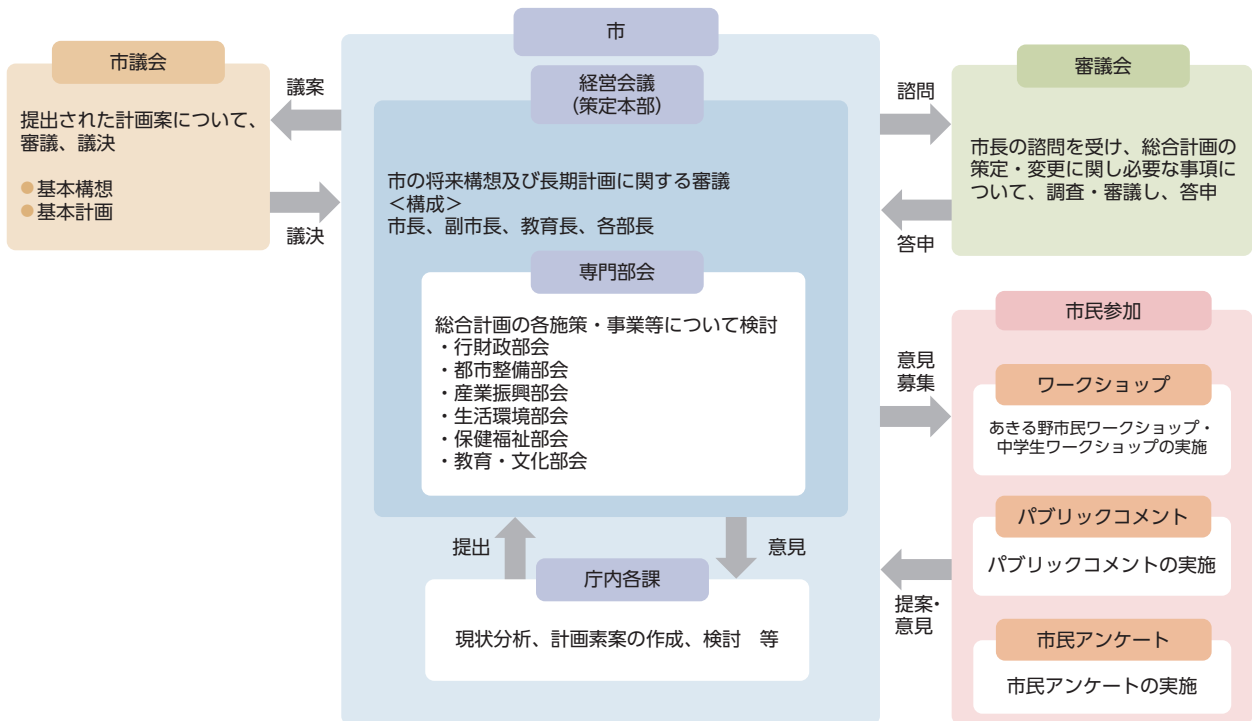 市議会
提出された計画案について、
審議、議決
●基本構想
●基本計画
議案
議決
市
経営会議
(策定本部)
市の将来構想及び長期計画に関する審議
＜構成＞
市長、副市長、教育長、各部長
専門部会
総合計画の各施策・事業等について検討
・行財政部会
・都市整備部会
・産業振興部会
・生活環境部会
・保健福祉部会
・教育・文化部会
提出
意見
庁内各課
現状分析、計画素案の作成、検討　等
諮問
答申
審議会
市長の諮問を受け、総合計画の
策定・変更に関し必要な事項に
ついて、調査・審議し、答申
意見
募集
提案・
意見
市民参加
ワークショップ
あきる野市民ワークショップ・
中学生ワークショップの実施
パブリックコメント
パブリックコメントの実施
市民アンケート
市民アンケートの実施